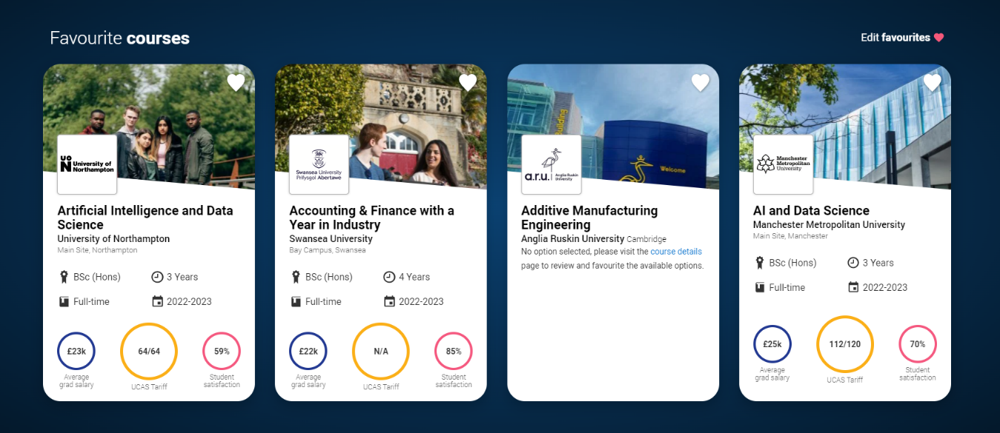 Favourite courses
Edit favourites
UON University of Northampton
Artificial Intelligence and Data
Science
University of Northampton
Main Site, Northampton
BSc (Hons)
3 Years
Full-time
2022-2023
£23k
64/64
59%
Average
grad salary
UCAS Tariff
Student
satisfaction
Swansea University
Prifysgol Abertawe
Accounting & Finance with a
Year in Industry
Swansea University
Bay Campus, Swansea
BSc (Hons)
4 Years
Full-time
2022-2023
£22k
N/A
85%
Average
grad salary
UCAS Tariff
Student
satisfaction
Building
Welcome
a.r.u. Anglia Ruskin
University
Additive Manufacturing
Engineering
Anglia Ruskin University Cambridge
No option selected, please visit the course details
page to review and favourite the available options.
Manchester
Metropolitan
University
AI and Data Science
Manchester Metropolitan University
Main Site, Manchester
BSc (Hons)
3 Years
Full-time
2022-2023
£25k
112/120
70%
Average
grad salary
UCAS Tariff
Student
satisfaction